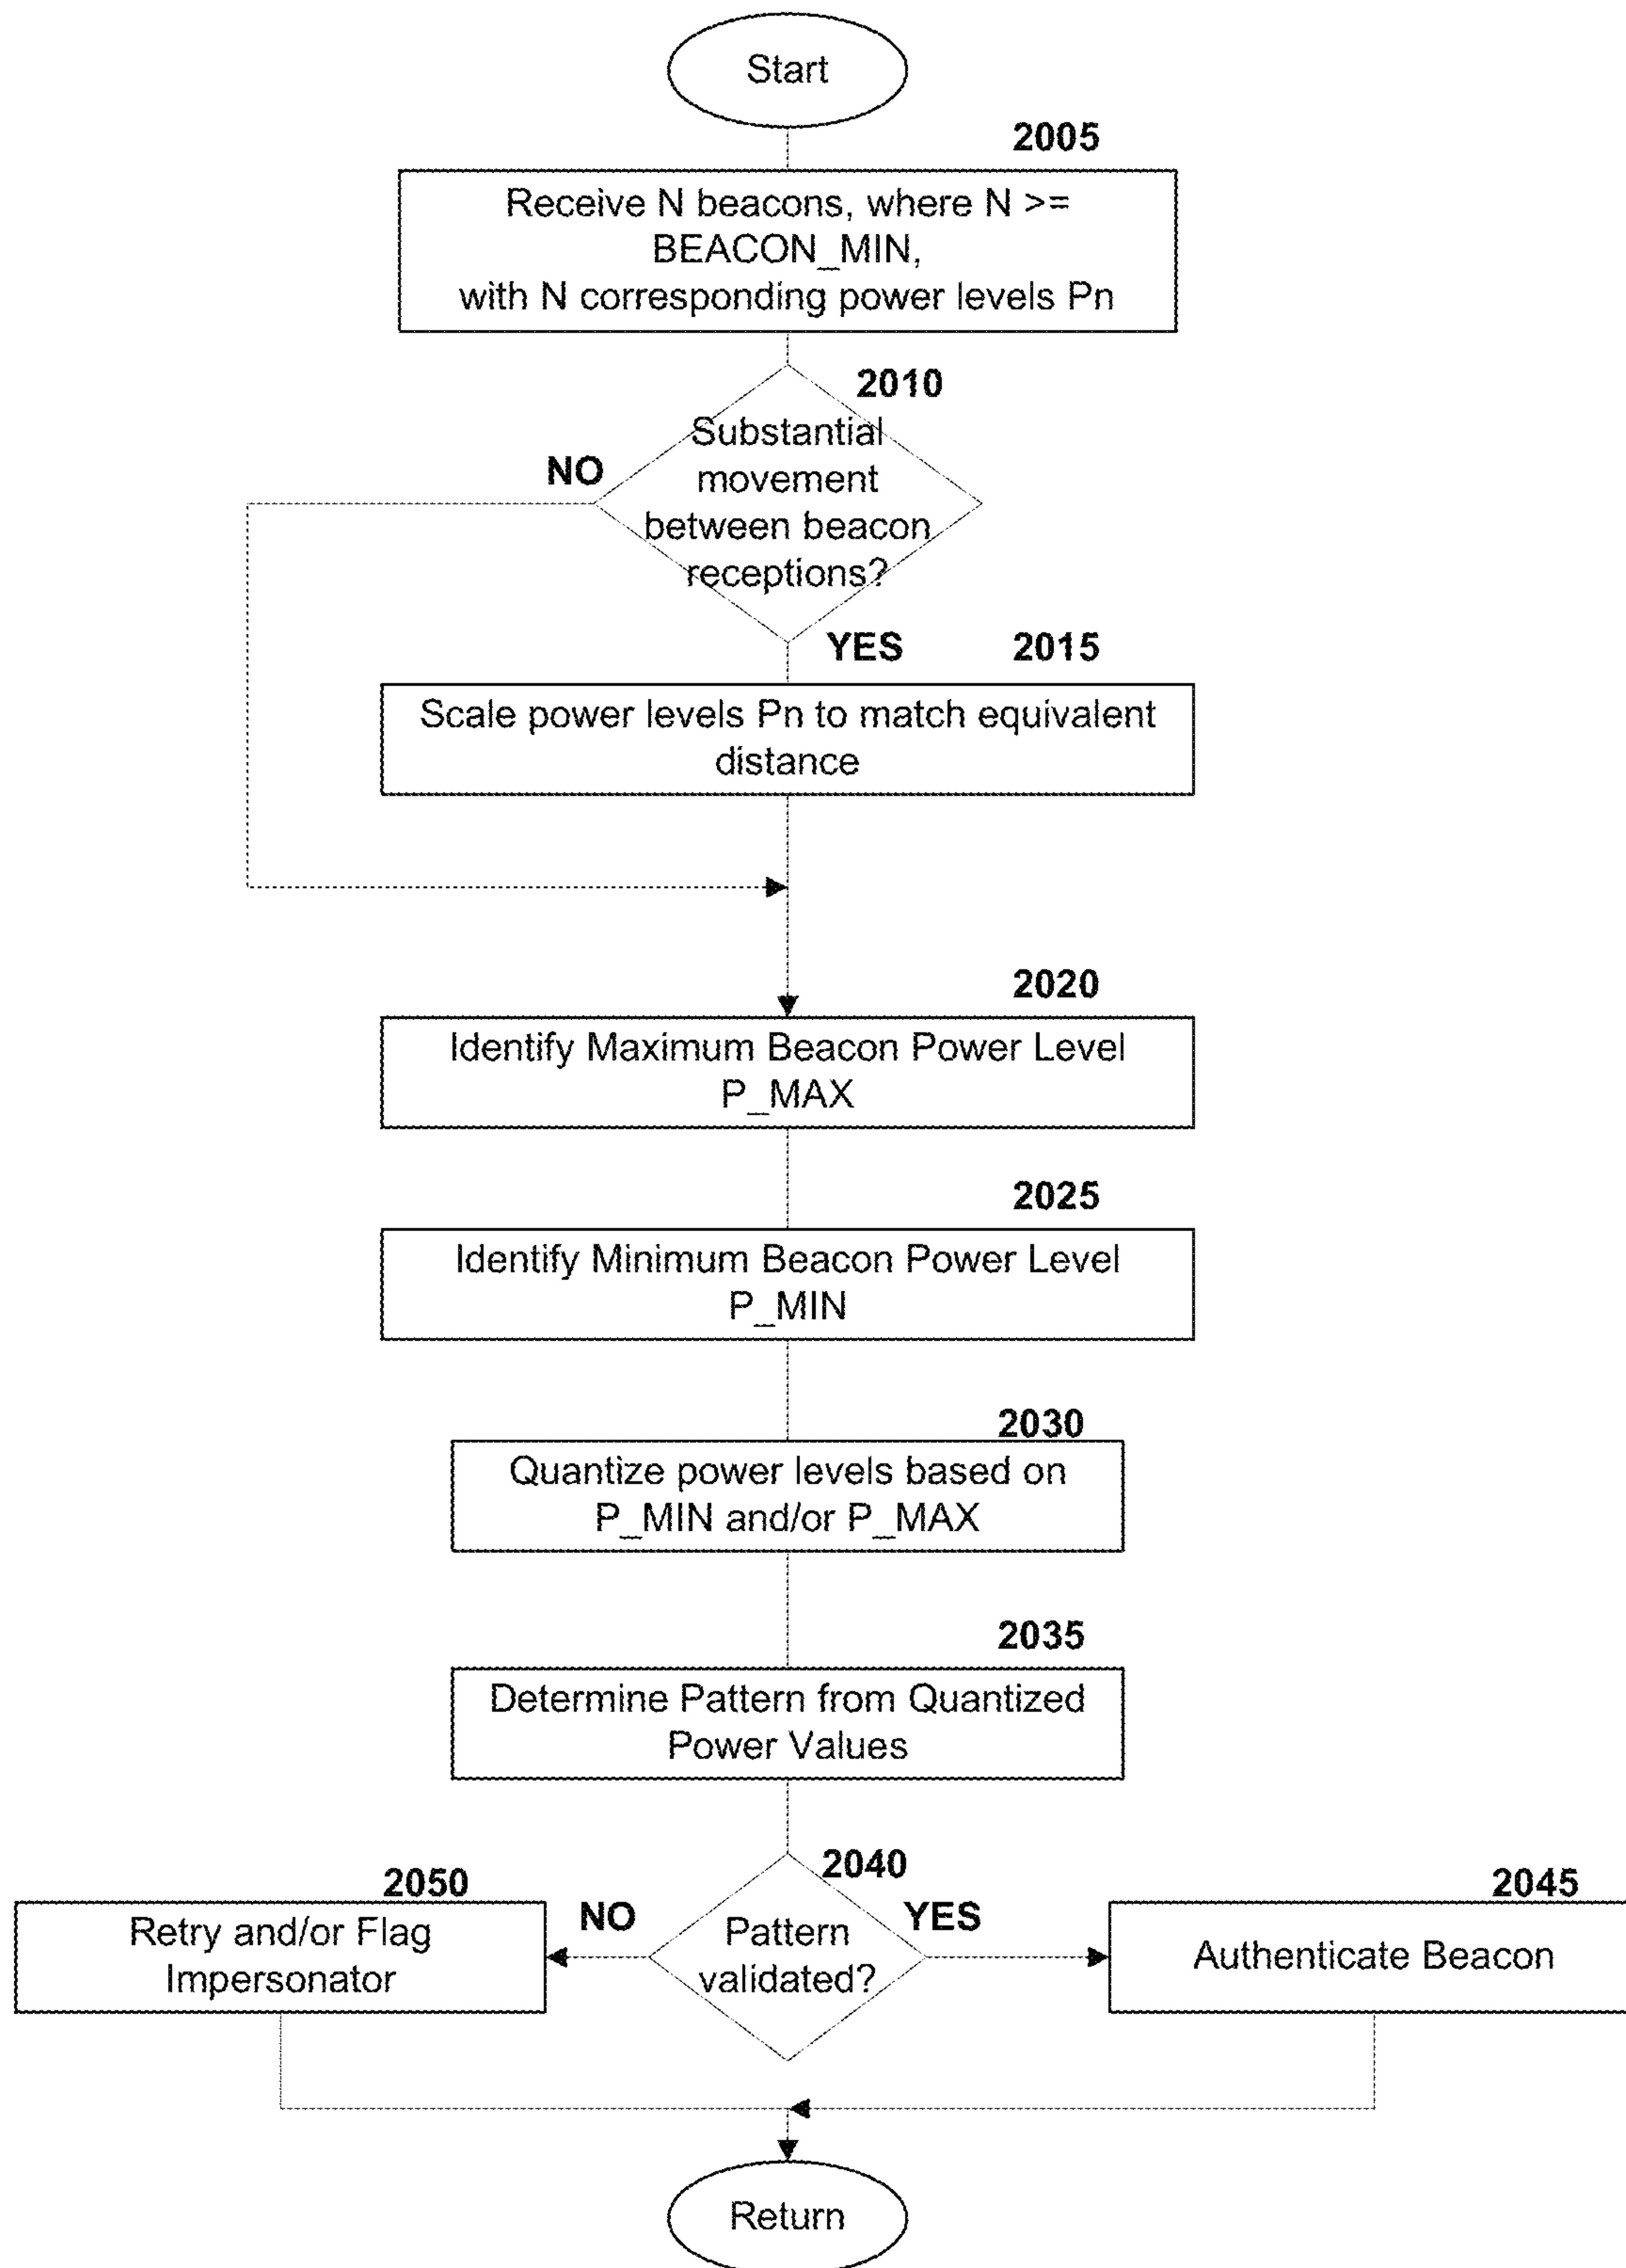 Start
2005
Receive N beacons, where N >=
BEACON_MIN,
with N corresponding power levels Pn
2010
Substantial
movement
between beacon
receptions?
NO
YES
2015
Scale power levels Pn to match equivalent
distance
2020
Identify Maximum Beacon Power Level
P_MAX
2025
Identify Minimum Beacon Power Level
P_MIN
2030
Quantize power levels based on
P_MIN and/or P_MAX
2035
Determine Pattern from Quantized
Power Values
2040
Pattern
validated?
NO
YES
2050
Retry and/or Flag
Impersonator
2045
Authenticate Beacon
Return